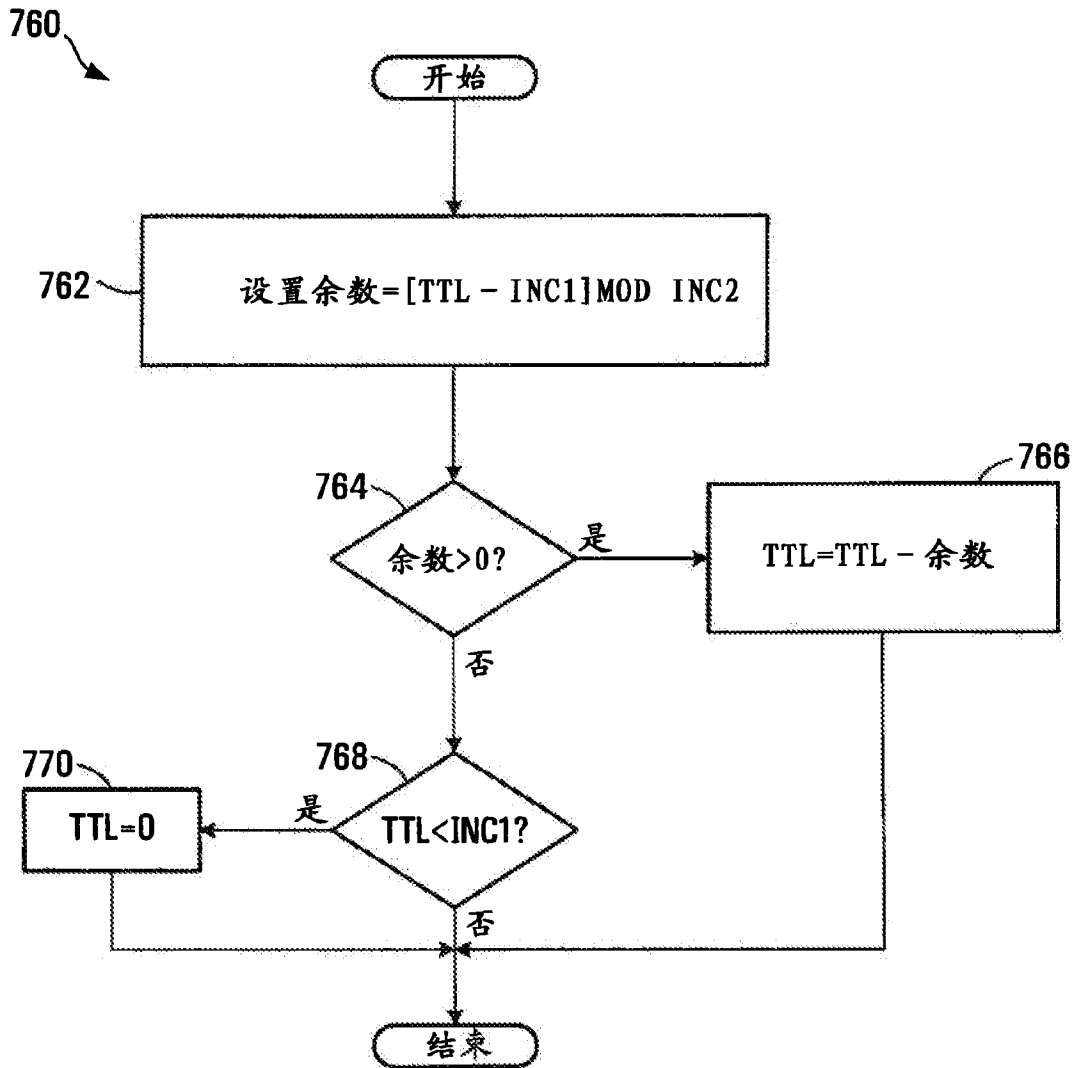 760
开始
762
设置余数=[TTL-INC1]MOD INC2
764
余数>0?
是
766
TTL=TTL-余数
否
768
TTL<INC1?
是
770
TTL=0
否
结束